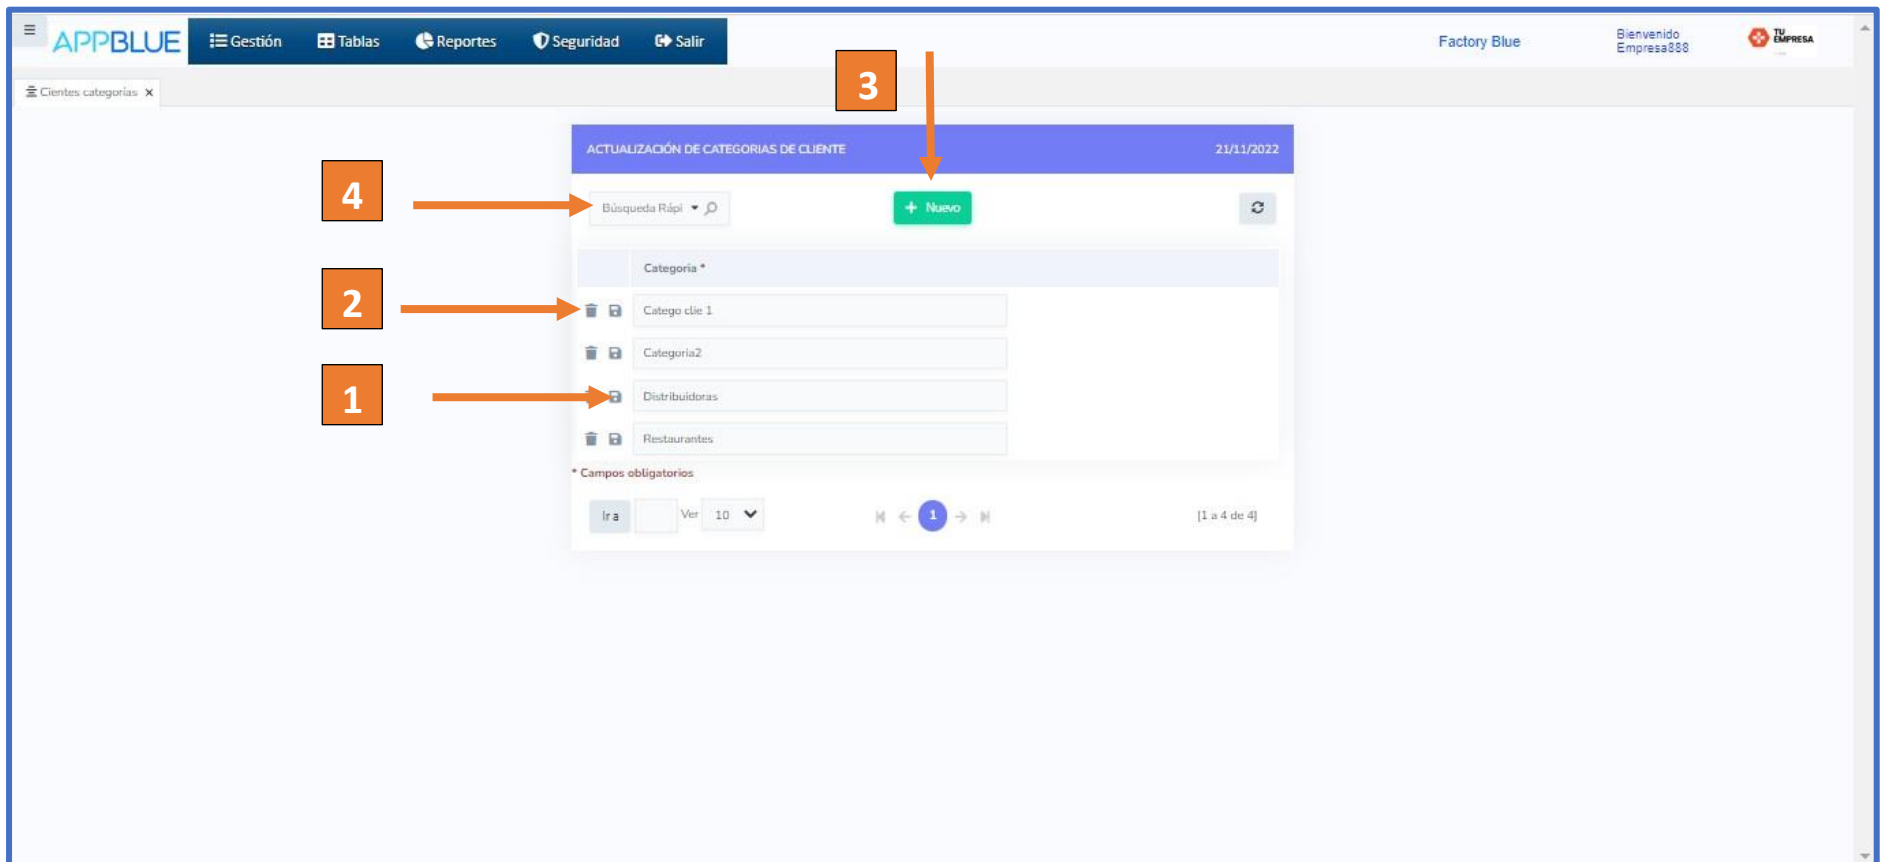 APPBLUE Gestión Tablas Reportes Seguridad Salir Factory Blue Bienvenido
Empresa888
TU
EMPRESA
3
Cientes categorías x
ACTUALIZACIÓN DE CATEGORIAS DE CLIENTE 21/11/2022
4
Búsqueda Rápi + Nuevo
Categoria *
2
Catego clie 1
Categoria2
1
Distribuidoras
Restaurantes
* Campos obligatorios
Ir a Ver 10 1 [1 a 4 de 4]